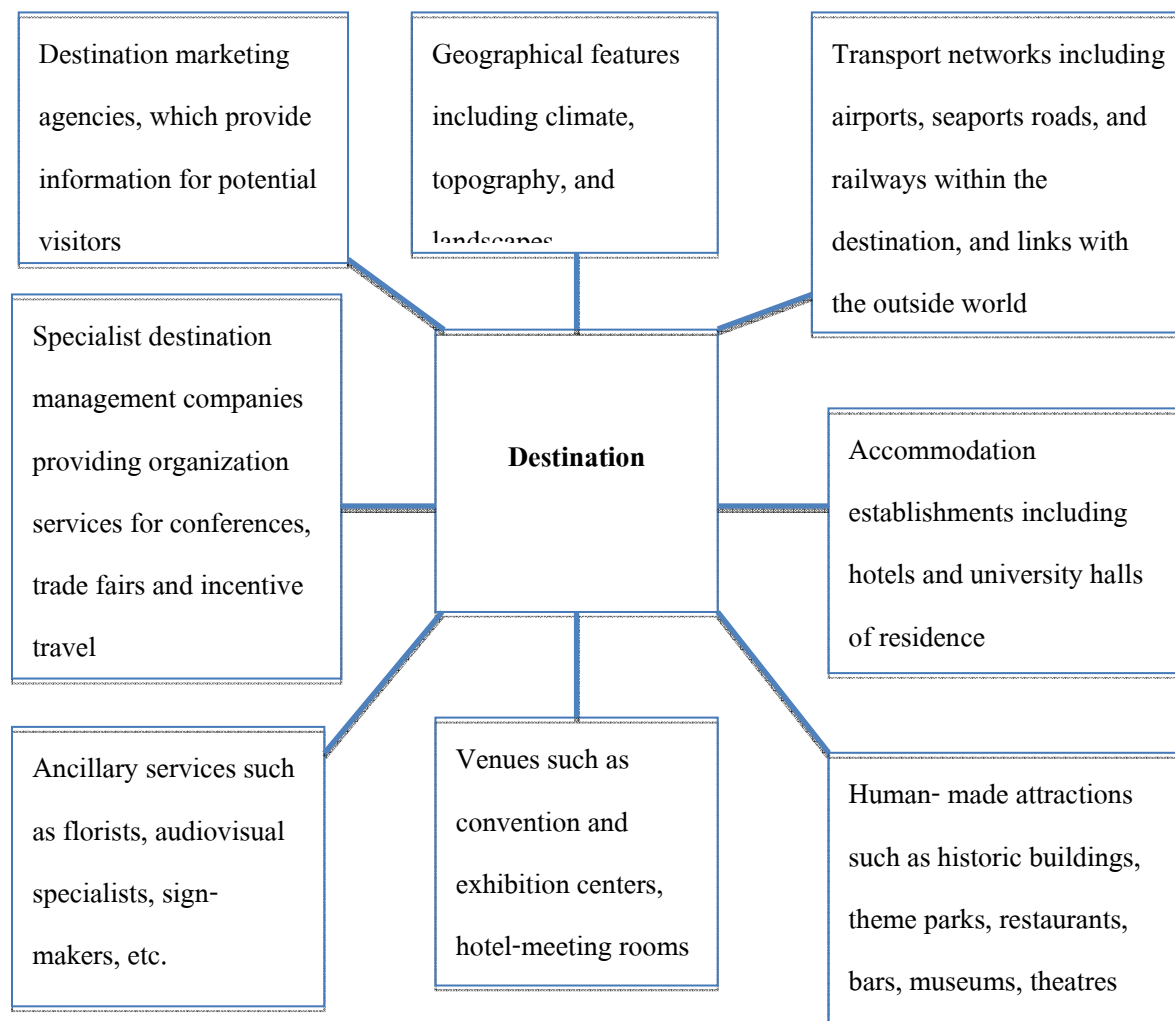 Destination marketing
agencies, which provide
information for potential
visitors
Geographical features
including climate,
topography, and
landscapes
Transport networks including
airports, seaports roads, and
railways within the
destination, and links with
the outside world
Specialist destination
management companies
providing organization
services for conferences,
trade fairs and incentive
travel
Destination
Accommodation
establishments including
hotels and university halls
of residence
Ancillary services such
as florists, audiovisual
specialists, sign-
makers, etc.
Venues such as
convention and
exhibition centers,
hotel-meeting rooms
Human- made attractions
such as historic buildings,
theme parks, restaurants,
bars, museums, theatres